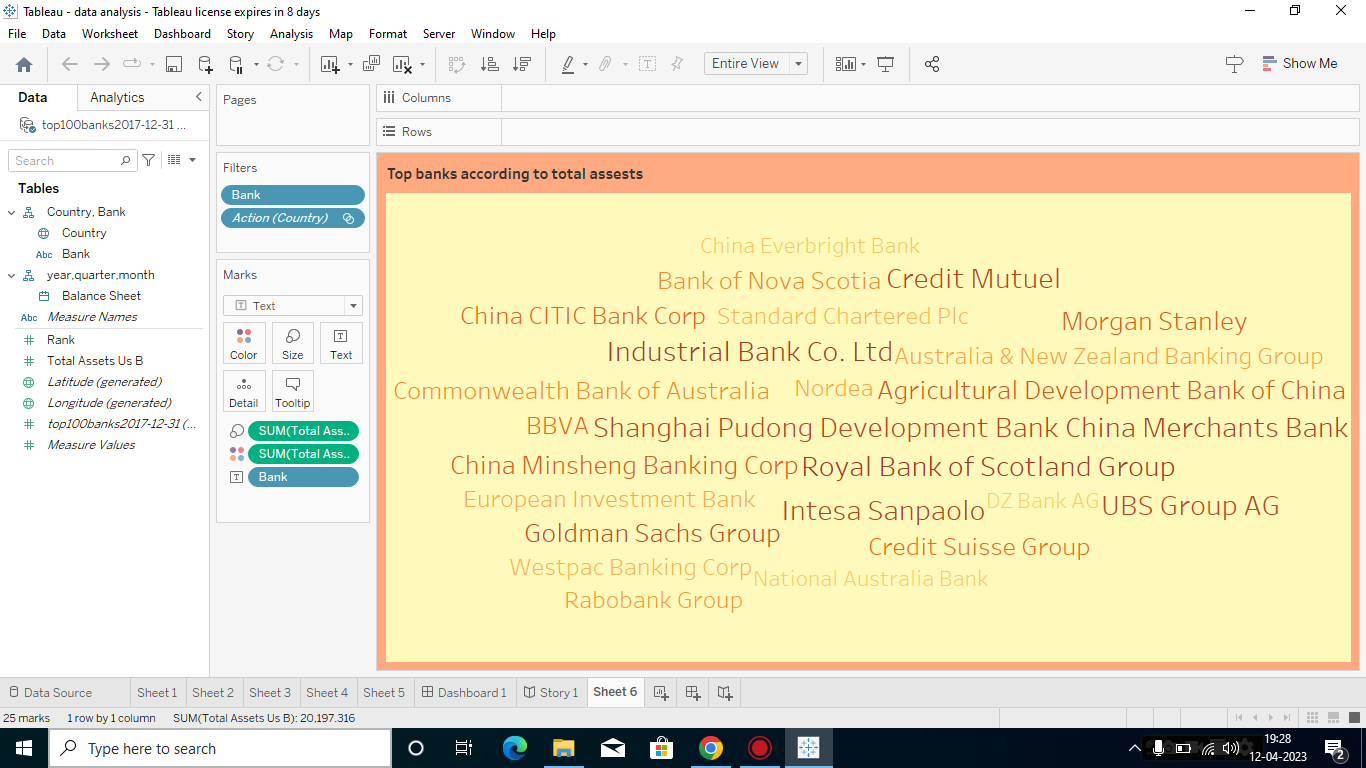 Tableau - data analysis - Tableau license expires in 8 days
File Data Worksheet Dashboard Story Analysis Map Format Server Window Help
Entire View
Show Me
Data Analytics
top100banks2017-12-31 ...
Search
Tables
Country, Bank
Country
Abc Bank
year,quarter,month
Balance Sheet
Abc Measure Names
Rank
Total Assets Us B
Latitude (generated)
Longitude (generated)
top100banks2017-12-31 (...
Measure Values
Pages
Filters
Bank
Action (Country)
Marks
T Text
Color Size Text
Detail Tooltip
SUM(Total Ass..
SUM(Total Ass..
T Bank
Columns
Rows
Top banks according to total assests
China Everbright Bank
Bank of Nova Scotia Credit Mutuel
China CITIC Bank Corp Standard Chartered Plc Morgan Stanley
Industrial Bank Co. Ltd Australia & New Zealand Banking Group
Commonwealth Bank of Australia Nordea Agricultural Development Bank of China
BBVA Shanghai Pudong Development Bank China Merchants Bank
China Minsheng Banking Corp Royal Bank of Scotland Group
European Investment Bank Intesa Sanpaolo DZ Bank AG UBS Group AG
Goldman Sachs Group Credit Suisse Group
Westpac Banking Corp National Australia Bank
Rabobank Group
Data Source Sheet 1 Sheet 2 Sheet 3 Sheet 4 Sheet 5 Dashboard 1 Story 1 Sheet 6
25 marks 1 row by 1 column SUM(Total Assets Us B): 20.197.316
Type here to search
19:28
12-04-2023
2